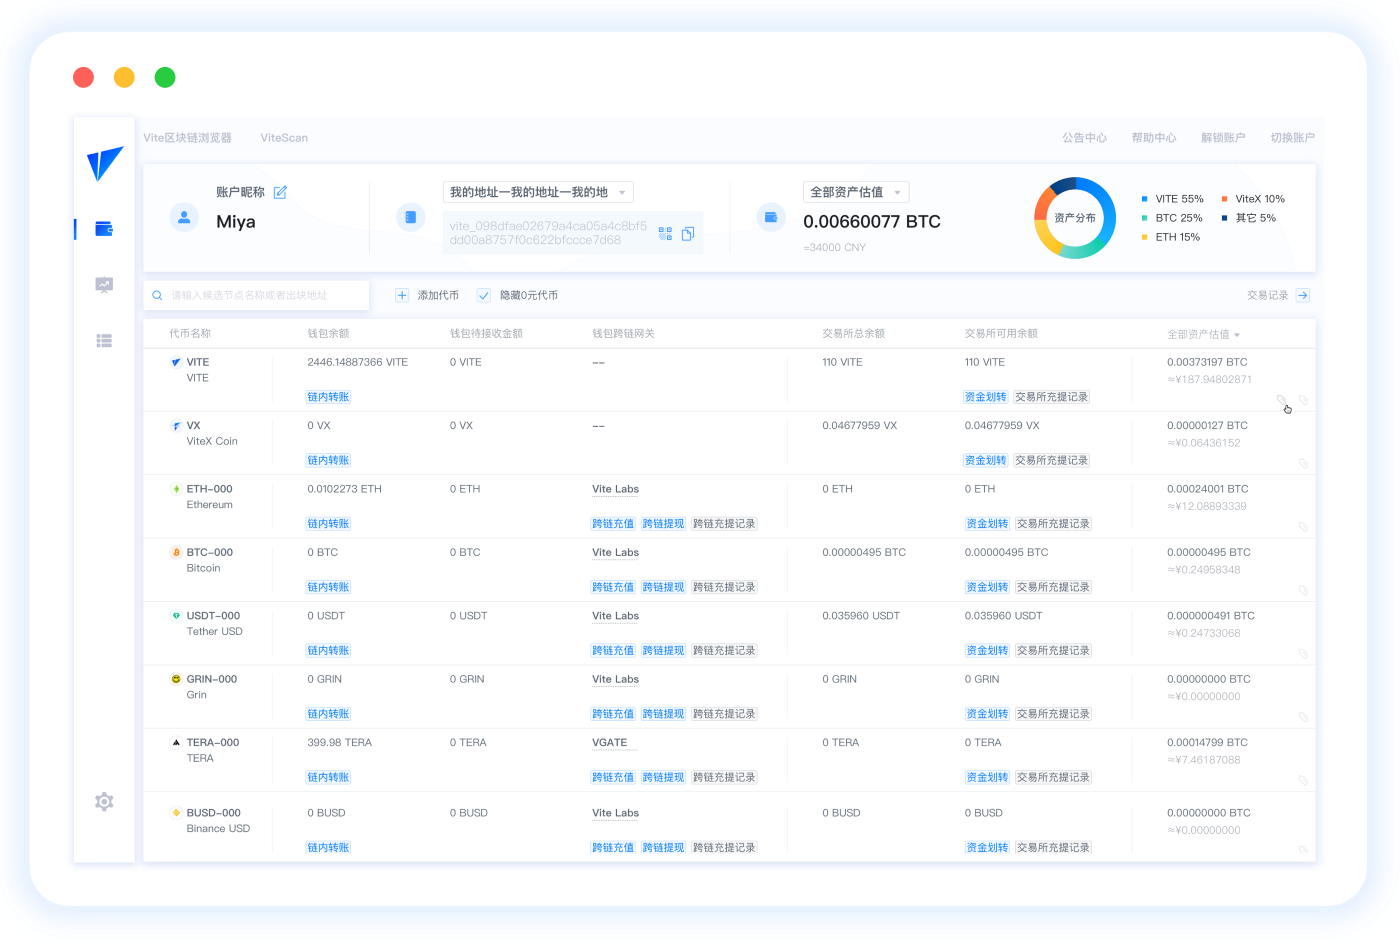 Vite区块链浏览器 ViteScan 公告中心 帮助中心 解锁账户 切换账户
账户昵称
Miya
我的地址一我的地址一我的地
vite_098dfae02679a4ca05a4c8bf5
dd00a8757f0c622bfccce7d68
全部资产估值
0.00660077 BTC
≈34000 CNY
资产分布
VITE 55% ViteX 10%
BTC 25% 其它 5%
ETH 15%
请输入候选节点名称或者出块地址 添加代币 隐藏0元代币 交易记录
代币名称 钱包余额 钱包待接收金额 钱包跨链网关 交易所总余额 交易所可用余额 全部资产估值
VITE 2446.14887366 VITE 0 VITE -- 110 VITE 110 VITE 0.00373197 BTC
VITE ≈¥187.94802871
链内转账 资金划转 交易所充提记录
VX 0 VX 0 VX -- 0.04677959 VX 0.04677959 VX 0.00000127 BTC
ViteX Coin ≈¥0.06436152
链内转账 资金划转 交易所充提记录
ETH-000 0.0102273 ETH 0 ETH Vite Labs 0 ETH 0 ETH 0.00024001 BTC
Ethereum ≈¥12.08893339
链内转账 跨链充值 跨链提现 跨链充提记录 资金划转 交易所充提记录
BTC-000 0 BTC 0 BTC Vite Labs 0.00000495 BTC 0.00000495 BTC 0.00000495 BTC
Bitcoin ≈¥0.24958348
链内转账 跨链充值 跨链提现 跨链充提记录 资金划转 交易所充提记录
USDT-000 0 USDT 0 USDT Vite Labs 0.035960 USDT 0.035960 USDT 0.000000491 BTC
Tether USD ≈¥0.24733068
链内转账 跨链充值 跨链提现 跨链充提记录 资金划转 交易所充提记录
GRIN-000 0 GRIN 0 GRIN Vite Labs 0 GRIN 0 GRIN 0.00000000 BTC
Grin ≈¥0.00000000
链内转账 跨链充值 跨链提现 跨链充提记录 资金划转 交易所充提记录
TERA-000 399.98 TERA 0 TERA VGATE 0 TERA 0 TERA 0.00014799 BTC
TERA ≈¥7.46187088
链内转账 跨链充值 跨链提现 跨链充提记录 资金划转 交易所充提记录
BUSD-000 0 BUSD 0 BUSD Vite Labs 0 BUSD 0 BUSD 0.00000000 BTC
Binance USD ≈¥0.00000000
链内转账 跨链充值 跨链提现 跨链充提记录 资金划转 交易所充提记录